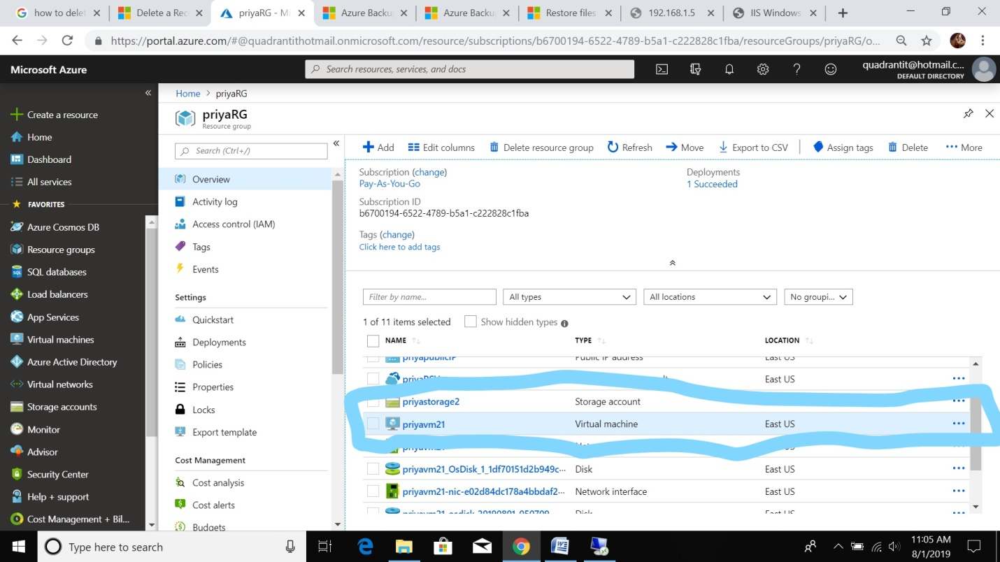 how to delet
Delete a Rec
priyaRG - Mi
Azure Backup
Azure Backup
Restore files
192.168.1.5
IIS Windows
https://portal.azure.com/#@quadrantithotmail.onmicrosoft.com/resource/subscriptions/b6700194-6522-4789-b5a1-c222828c1fba/resourceGroups/priyaRG/o...
Microsoft Azure
Search resources, services, and docs
quadrantit@hotmail.c...
DEFAULT DIRECTORY
Create a resource
Home
Dashboard
All services
FAVORITES
Azure Cosmos DB
Resource groups
SQL databases
Load balancers
App Services
Virtual machines
Azure Active Directory
Virtual networks
Storage accounts
Monitor
Advisor
Security Center
Help + support
Cost Management + Bil...
Home > priyaRG
priyaRG
Resource group
Search (Ctrl+/)
Overview
Activity log
Access control (IAM)
Tags
Events
Settings
Quickstart
Deployments
Policies
Properties
Locks
Export template
Cost Management
Cost analysis
Cost alerts
Budgets
Add Edit columns Delete resource group Refresh Move Export to CSV Assign tags Delete More
Subscription (change)
Pay-As-You-Go
Deployments
1 Succeeded
Subscription ID
b6700194-6522-4789-b5a1-c222828c1fba
Tags (change)
Click here to add tags
Filter by name... All types All locations No groupi...
1 of 11 items selected Show hidden types
NAME TYPE LOCATION
priyapublicIP Public IP address East US
East US
priyastorage2 Storage account
priyavm21 Virtual machine East US
priyavm21_OsDisk_1_1df70151d2b949c... Disk East US
priyavm21-nic-e02d84dc178a4bbdaf2... Network interface East US
priyavm21-osdisk-20190801-050709 Disk East US
Type here to search
11:05 AM
8/1/2019